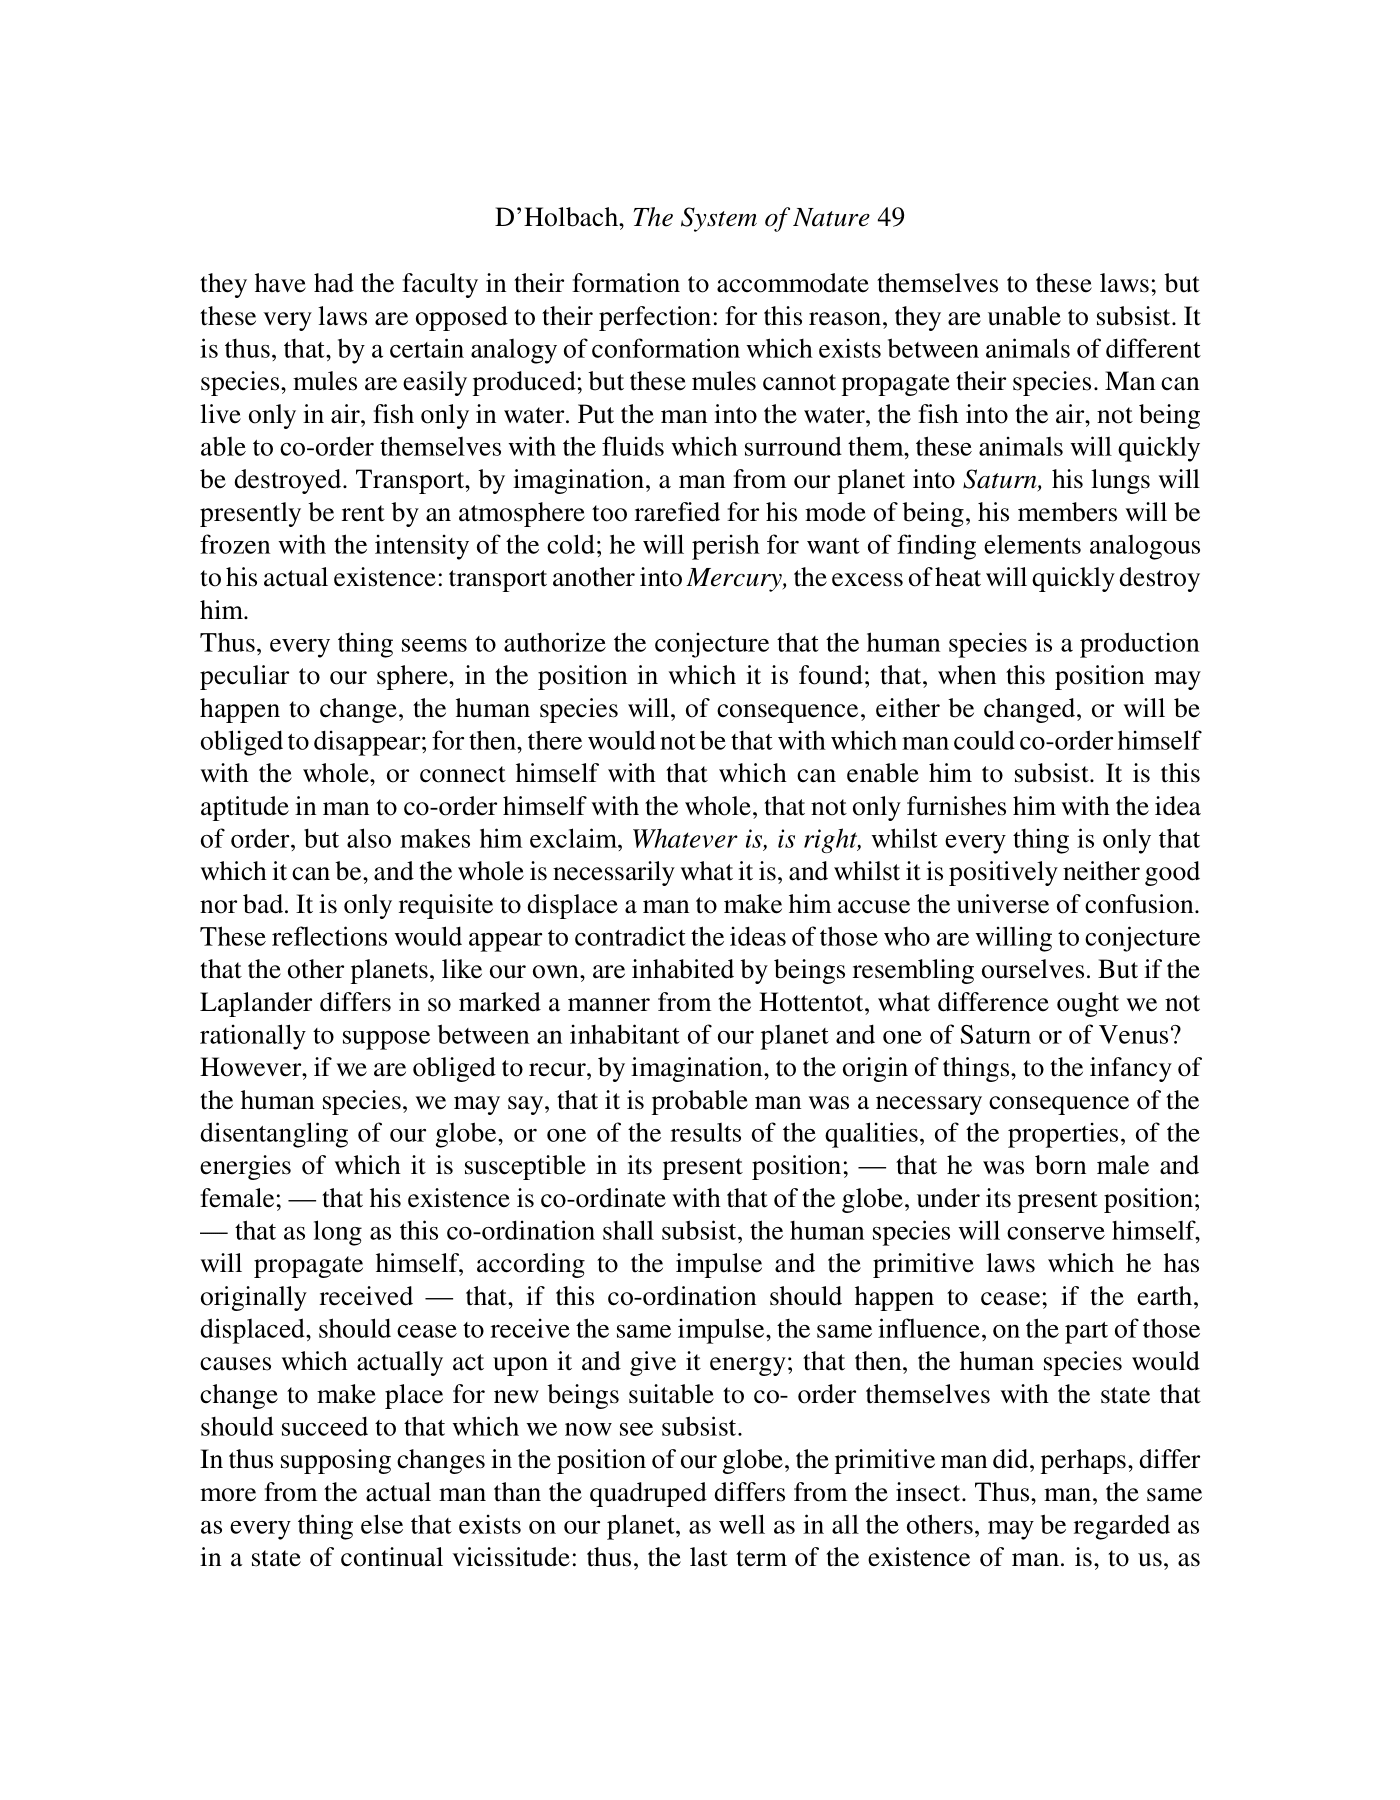 D’Holbach, The System of Nature 49
they have had the faculty in their formation to accommodate themselves to these laws; but
these very laws are opposed to their perfection: for this reason, they are unable to subsist. It
is thus, that, by a certain analogy of conformation which exists between animals of different
species, mules are easily produced; but these mules cannot propagate their species. Man can
live only in air, fish only in water. Put the man into the water, the fish into the air, not being
able to co-order themselves with the fluids which surround them, these animals will quickly
be destroyed. Transport, by imagination, a man from our planet into Saturn, his lungs will
presently be rent by an atmosphere too rarefied for his mode of being, his members will be
frozen with the intensity of the cold; he will perish for want of finding elements analogous
to his actual existence: transport another into Mercury, the excess of heat will quickly destroy
him.
Thus, every thing seems to authorize the conjecture that the human species is a production
peculiar to our sphere, in the position in which it is found; that, when this position may
happen to change, the human species will, of consequence, either be changed, or will be
obliged to disappear; for then, there would not be that with which man could co-order himself
with the whole, or connect himself with that which can enable him to subsist. It is this
aptitude in man to co-order himself with the whole, that not only furnishes him with the idea
of order, but also makes him exclaim, Whatever is, is right, whilst every thing is only that
which it can be, and the whole is necessarily what it is, and whilst it is positively neither good
nor bad. It is only requisite to displace a man to make him accuse the universe of confusion.
These reflections would appear to contradict the ideas of those who are willing to conjecture
that the other planets, like our own, are inhabited by beings resembling ourselves. But if the
Laplander differs in so marked a manner from the Hottentot, what difference ought we not
rationally to suppose between an inhabitant of our planet and one of Saturn or of Venus?
However, if we are obliged to recur, by imagination, to the origin of things, to the infancy of
the human species, we may say, that it is probable man was a necessary consequence of the
disentangling of our globe, or one of the results of the qualities, of the properties, of the
energies of which it is susceptible in its present position; — that he was born male and
female; — that his existence is co-ordinate with that of the globe, under its present position;
— that as long as this co-ordination shall subsist, the human species will conserve himself,
will propagate himself, according to the impulse and the primitive laws which he has
originally received — that, if this co-ordination should happen to cease; if the earth,
displaced, should cease to receive the same impulse, the same influence, on the part of those
causes which actually act upon it and give it energy; that then, the human species would
change to make place for new beings suitable to co- order themselves with the state that
should succeed to that which we now see subsist.
In thus supposing changes in the position of our globe, the primitive man did, perhaps, differ
more from the actual man than the quadruped differs from the insect. Thus, man, the same
as every thing else that exists on our planet, as well as in all the others, may be regarded as
in a state of continual vicissitude: thus, the last term of the existence of man. is, to us, as